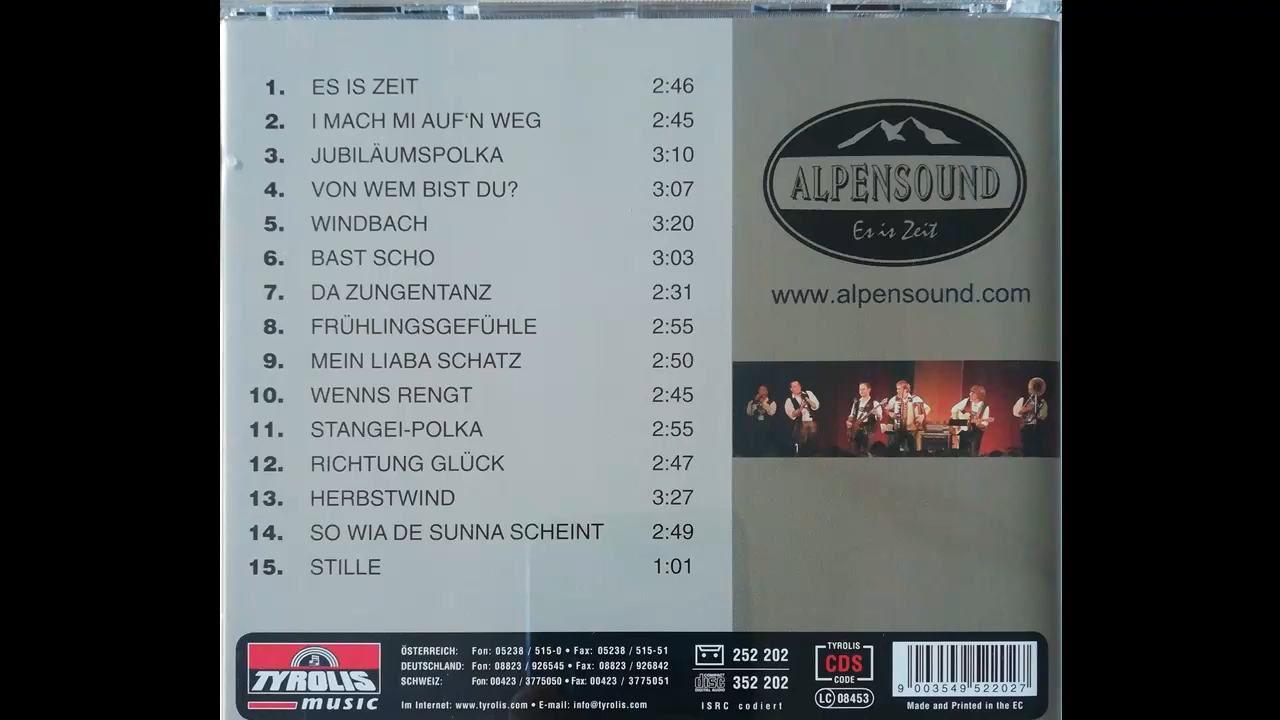 1. ES IS ZEIT 2:46
2. I MACH MI AUF'N WEG 2:45
3. JUBILÄUMSPOLKA 3:10
4. VON WEM BIST DU? 3:07
5. WINDBACH 3:20
6. BAST SCHO 3:03
7. DA ZUNGENTANZ 2:31
8. FRÜHLINGSGEFÜHLE 2:55
9. MEIN LIABA SCHATZ 2:50
10. WENNS RENGT 2:45
11. STANGEI-POLKA 2:55
12. RICHTUNG GLÜCK 2:47
13. HERBSTWIND 3:27
14. SO WIA DE SUNNA SCHEINT 2:49
15. STILLE 1:01
ALPENSOUND
Es is Zeit
www.alpensound.com
TYROLIS
music
ÖSTERREICH: Fon: 05238 / 515-0 • Fax: 05238 / 515-51
DEUTSCHLAND: Fon: 08823 / 926545 • Fax: 08823 / 926842
SCHWEIZ: Fon: 00423 / 3775050 • Fax: 00423 / 3775051
Im Internet: www.tyrolis.com • E-mail: info@tyrolis.com
252 202
COMPACT
disc
DIGITAL AUDIO
352 202
ISRC codiert
TYROLIS
CDS
CODE
LC 08453
9 003549 522027
Made and Printed in the EC